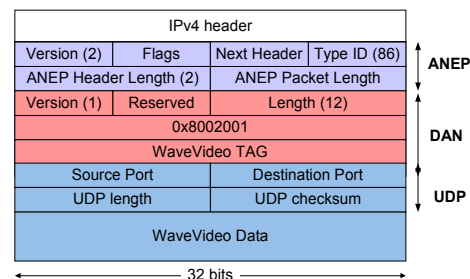 IPv4 header
Version (2) Flags Next Header Type ID (86)
ANEP
ANEP Header Length (2) ANEP Packet Length
Version (1) Reserved Length (12)
0x8002001
DAN
WaveVideo TAG
Source Port Destination Port
UDP
UDP length UDP checksum
WaveVideo Data
32 bits